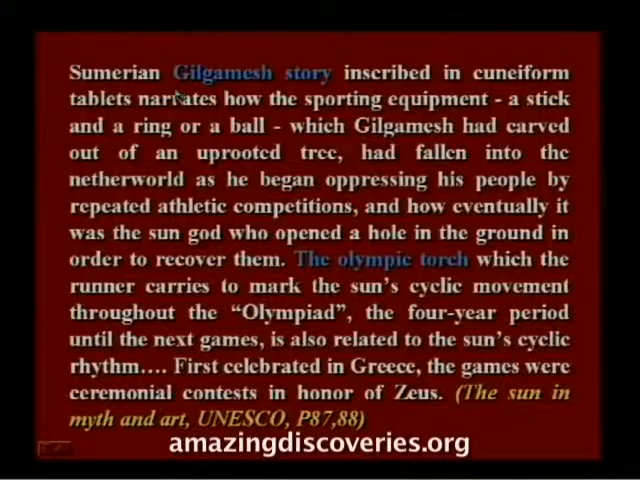 Sumerian Gilgamesh story inscribed in cuneiform
tablets narrates how the sporting equipment - a stick
and a ring or a ball - which Gilgamesh had carved
out of an uprooted tree, had fallen into the
netherworld as he began oppressing his people by
repeated athletic competitions, and how eventually it
was the sun god who opened a hole in the ground in
order to recover them. The olympic torch which the
runner carries to mark the sun's cyclic movement
throughout the “Olympiad”, the four-year period
until the next games, is also related to the sun's cyclic
rhythm…. First celebrated in Greece, the games were
ceremonial contests in honor of Zeus. (The sun in
myth and art, UNESCO, P87,88)
amazingdiscoveries.org